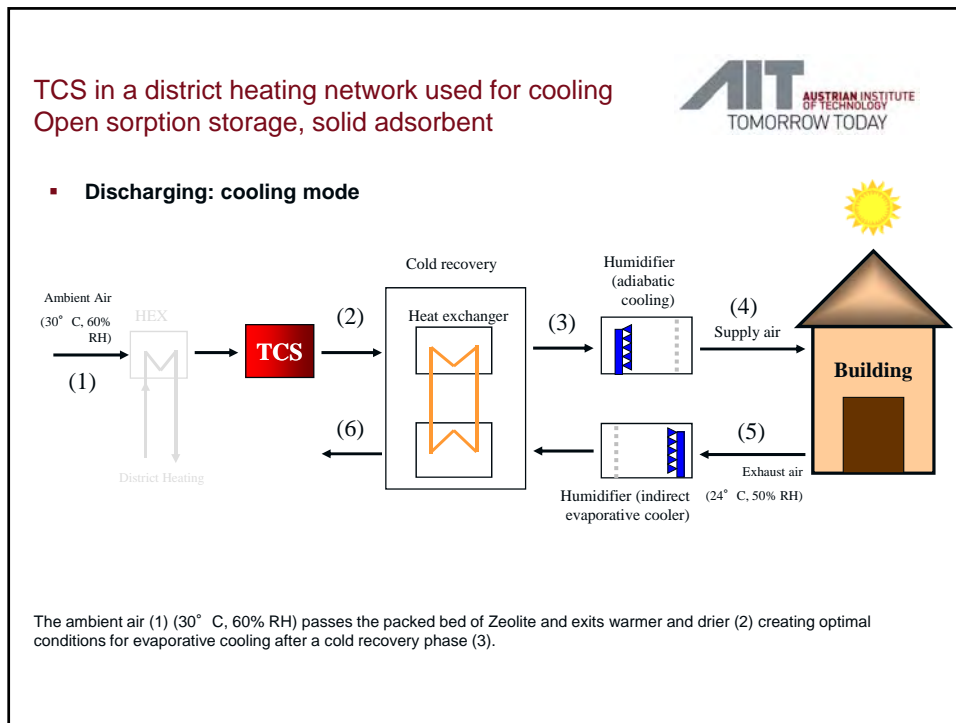 TCS in a district heating network used for cooling
Open sorption storage, solid adsorbent
AIT AUSTRIAN INSTITUTE
OF TECHNOLOGY
TOMORROW TODAY
▪ Discharging: cooling mode
Ambient Air
(30° C, 60%
RH)
(1)
HEX
District Heating
TCS
(2)
Cold recovery
Heat exchanger
(3)
Humidifier
(adiabatic
cooling)
(4)
Supply air
Building
(5)
Exhaust air
(24° C, 50% RH)
Humidifier (indirect
evaporative cooler)
(6)
The ambient air (1) (30° C, 60% RH) passes the packed bed of Zeolite and exits warmer and drier (2) creating optimal
conditions for evaporative cooling after a cold recovery phase (3).